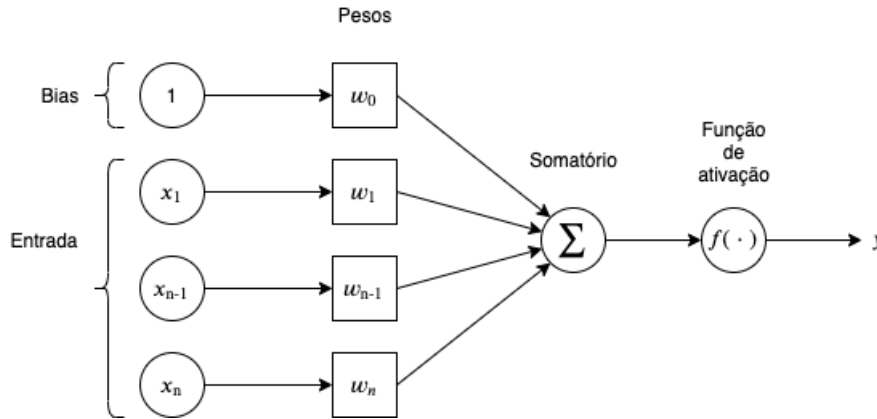 Pesos
Bias
1
w₀
Função
de
ativação
Somatório
x₁
w₁
Entrada
Σ
f( · )
y
xₙ₋₁
wₙ₋₁
xₙ
wₙ